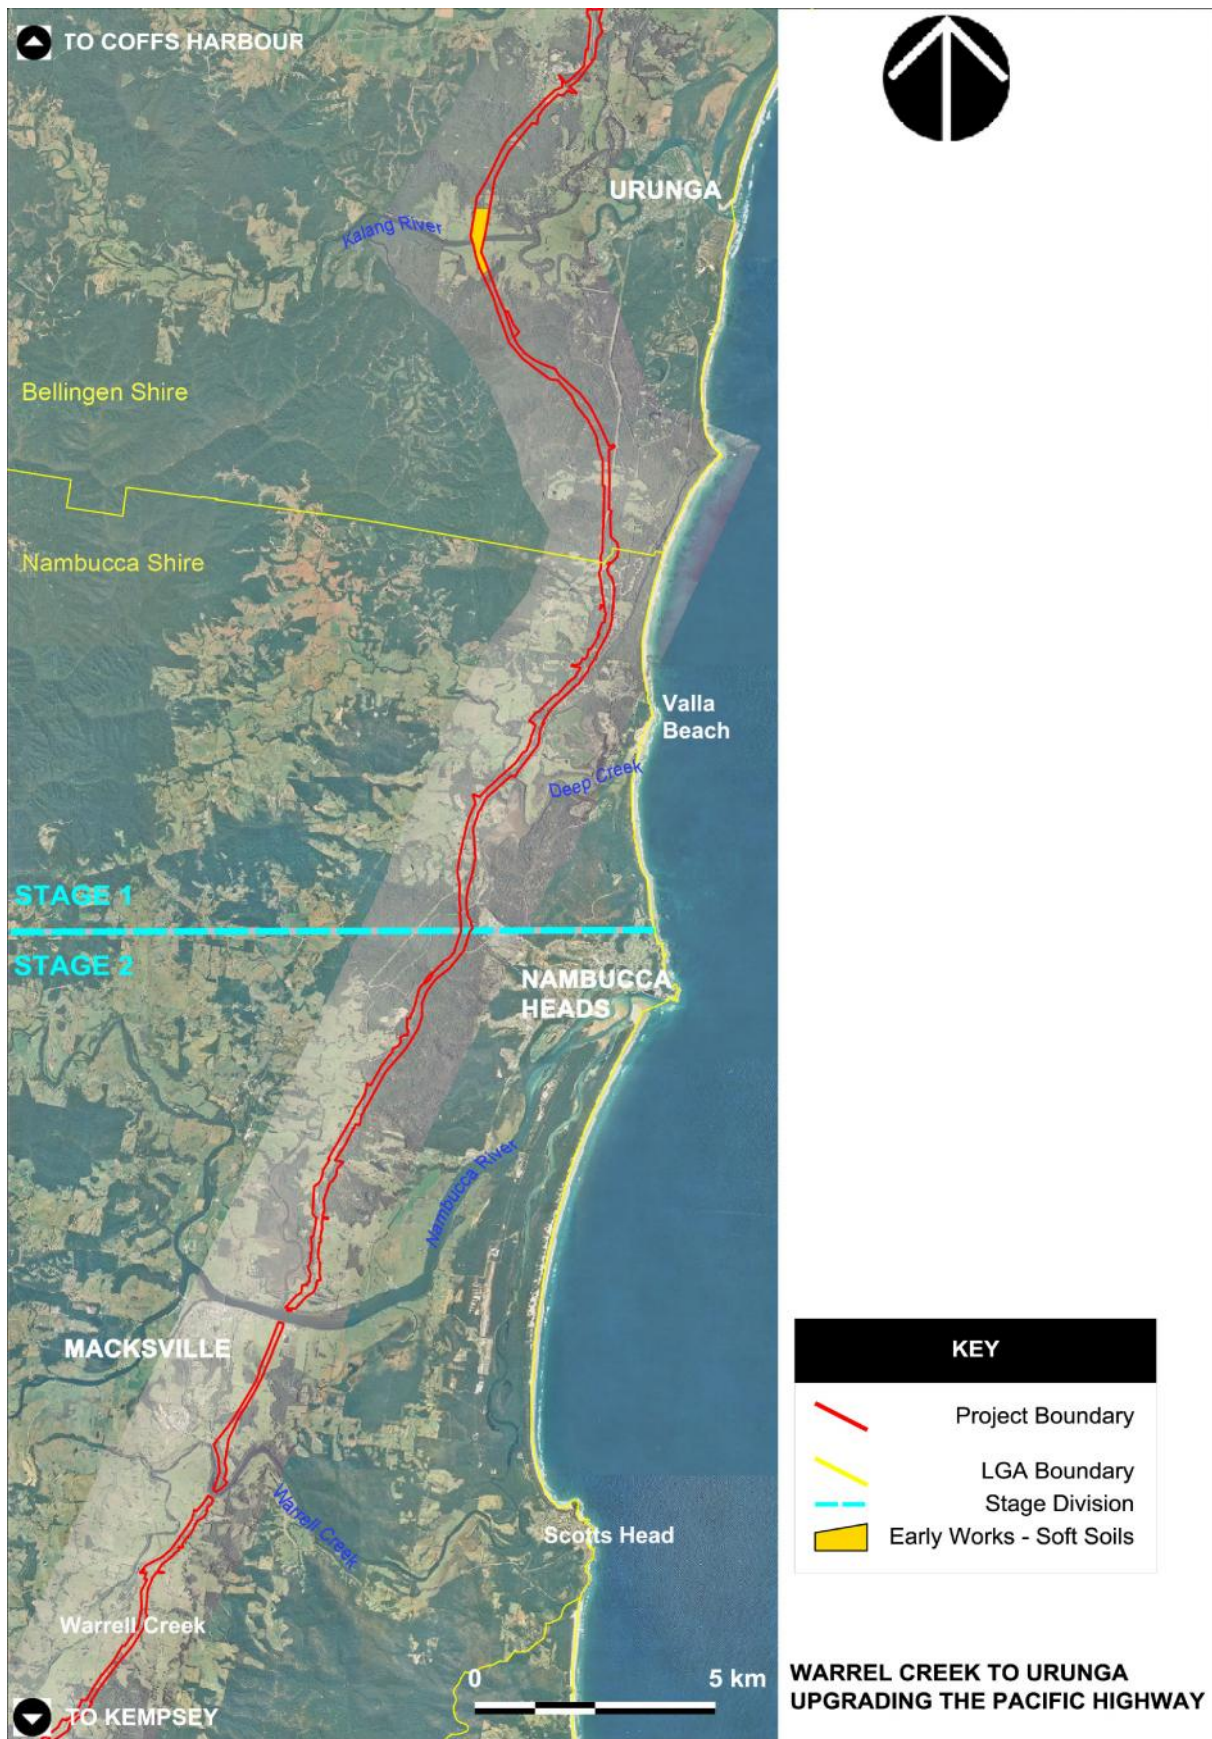 TO COFFS HARBOUR
URUNGA
Kalang River
Bellingen Shire
Nambucca Shire
Valla
Beach
Deep Creek
STAGE 1
STAGE 2
NAMBUCCA
HEADS
Nambucca River
MACKSVILLE
Warrell Creek
Scotts Head
Warrell Creek
TO KEMPSEY
0 5 km
KEY
Project Boundary
LGA Boundary
Stage Division
Early Works - Soft Soils
WARREL CREEK TO URUNGA
UPGRADING THE PACIFIC HIGHWAY